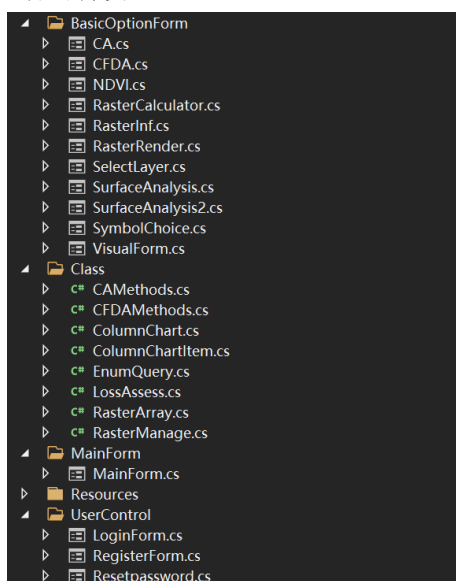 BasicOptionForm
CA.cs
CFDA.cs
NDVI.cs
RasterCalculator.cs
RasterInf.cs
RasterRender.cs
SelectLayer.cs
SurfaceAnalysis.cs
SurfaceAnalysis2.cs
SymbolChoice.cs
VisualForm.cs
Class
C# CAMethods.cs
C# CFDAMethods.cs
C# ColumnChart.cs
C# ColumnChartItem.cs
C# EnumQuery.cs
C# LossAssess.cs
C# RasterArray.cs
C# RasterManage.cs
MainForm
MainForm.cs
Resources
UserControl
LoginForm.cs
RegisterForm.cs
Resetpassword.cs